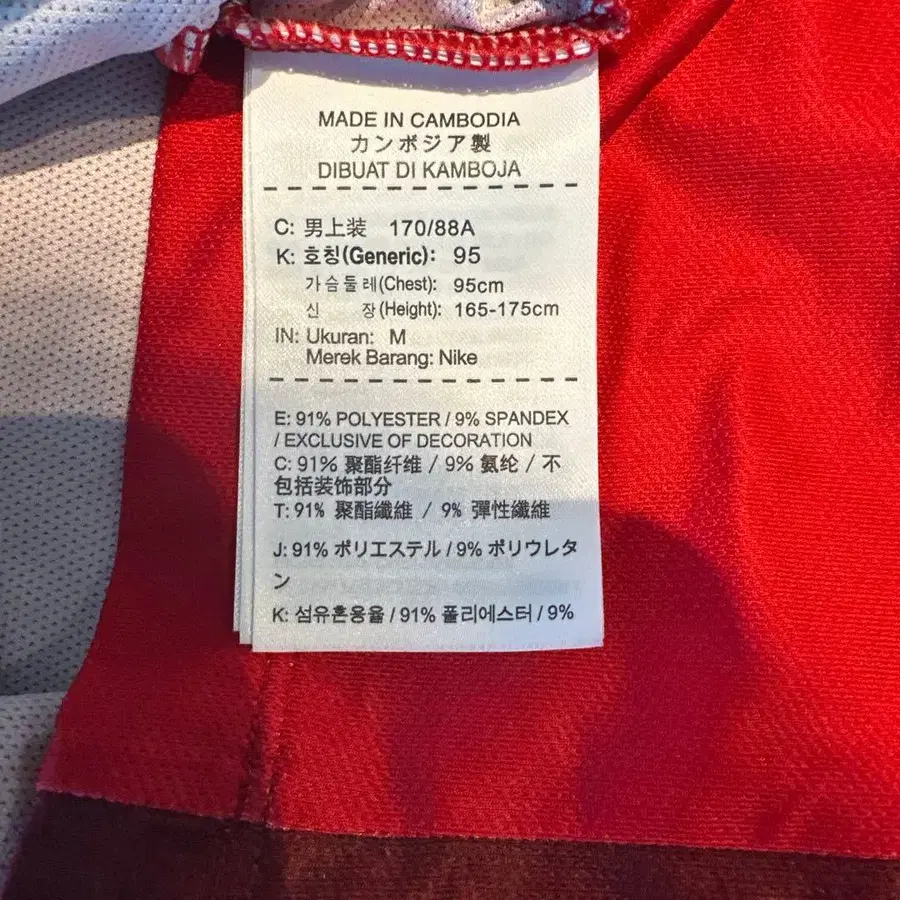 MADE IN CAMBODIA
カンボジア製
DIBUAT DI KAMBOJA
C: 男上装 170/88A
K: 호칭(Generic): 95
가슴둘레(Chest): 95cm
신 장(Height): 165-175cm
IN: Ukuran: M
Merek Barang: Nike
E: 91% POLYESTER / 9% SPANDEX
/ EXCLUSIVE OF DECORATION
C: 91% 聚酯纤维 / 9% 氨纶 / 不
包括装饰部分
T: 91% 聚酯纖維 / 9% 彈性纖維
J: 91% ポリエステル / 9% ポリウレタ
ン
K: 섬유혼용율 / 91% 폴리에스터 / 9%